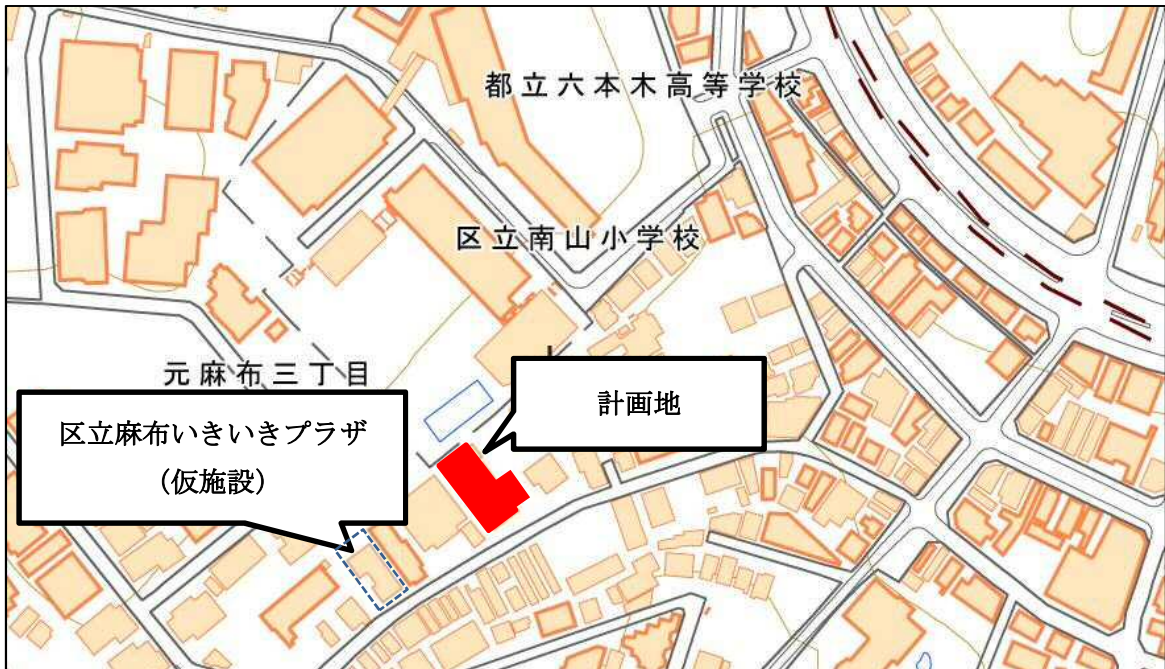 都立六本木高等学校
区立南山小学校
元麻布三丁目
計画地
区立麻布いきいきプラザ
(仮施設)